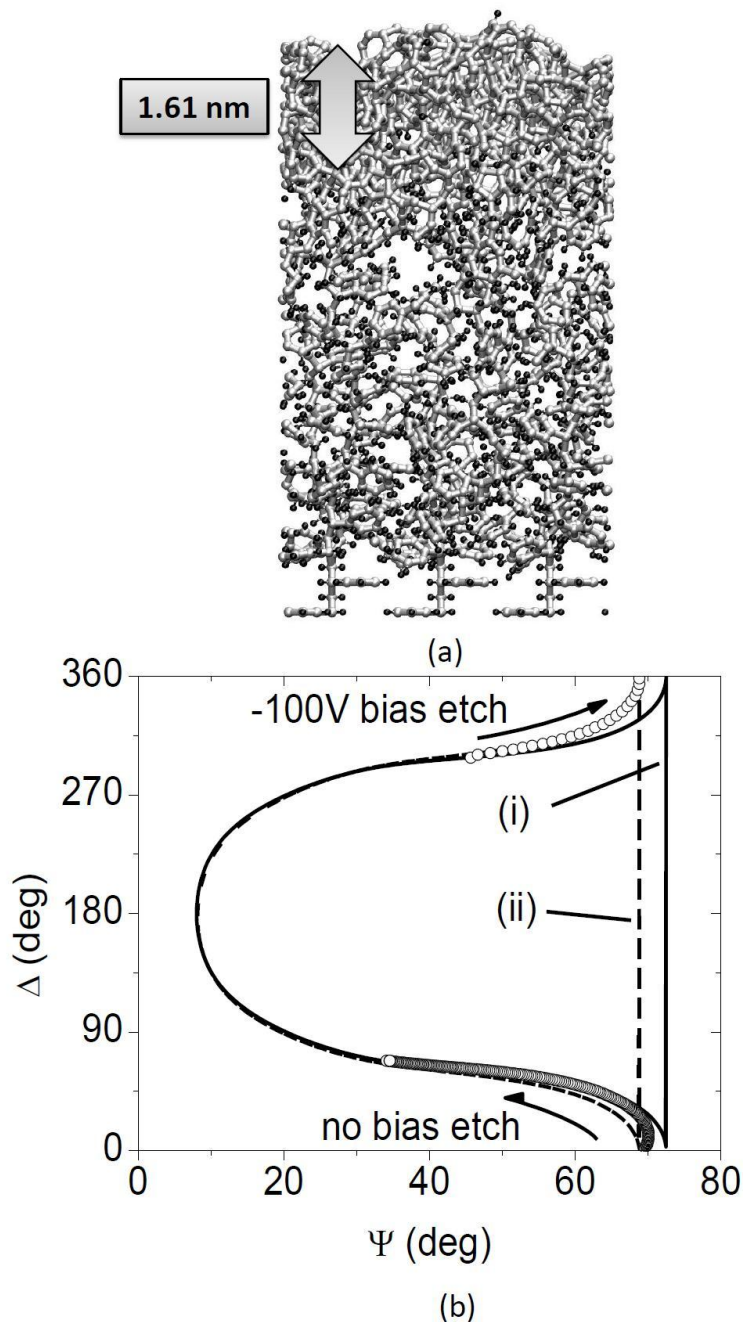 1.61 nm
(a)
360
270
180
90
0
Δ (deg)
-100V bias etch
(i)
(ii)
no bias etch
0 20 40 60 80
Ψ (deg)
(b)